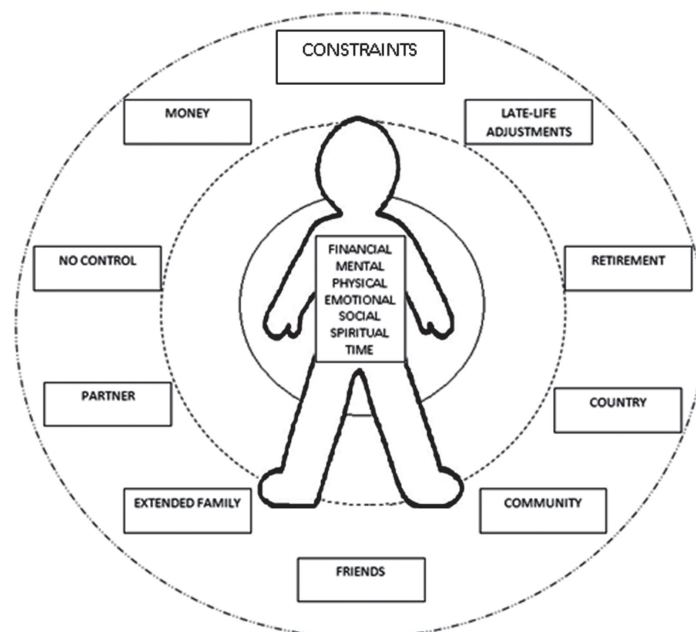 CONSTRAINTS
MONEY
LATE-LIFE
ADJUSTMENTS
NO CONTROL
FINANCIAL
MENTAL
PHYSICAL
EMOTIONAL
SOCIAL
SPIRITUAL
TIME
RETIREMENT
PARTNER
COUNTRY
EXTENDED FAMILY
COMMUNITY
FRIENDS